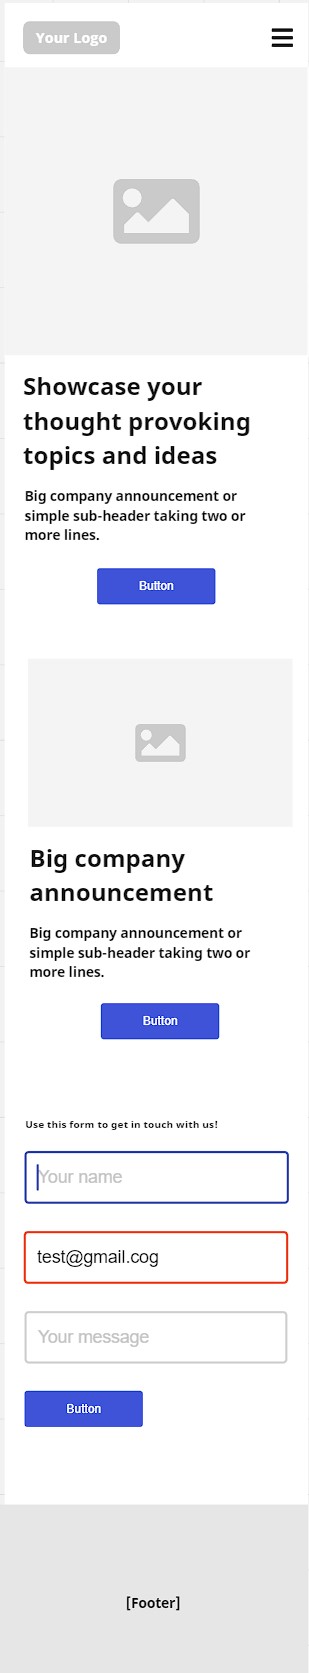 Your Logo
Showcase your
thought provoking
topics and ideas
Big company announcement or
simple sub-header taking two or
more lines.
Button
Big company
announcement
Big company announcement or
simple sub-header taking two or
more lines.
Button
Use this form to get in touch with us!
Your name
test@gmail.cog
Your message
Button
[Footer]